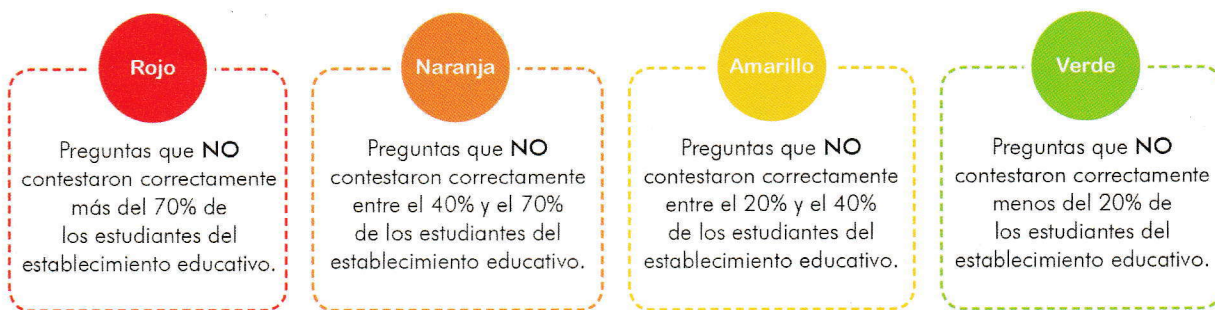 Rojo
Preguntas que NO
contestaron correctamente
más del 70% de
los estudiantes del
establecimiento educativo.
Naranja
Preguntas que NO
contestaron correctamente
entre el 40% y el 70%
de los estudiantes del
establecimiento educativo.
Amarillo
Preguntas que NO
contestaron correctamente
entre el 20% y el 40%
de los estudiantes del
establecimiento educativo.
Verde
Preguntas que NO
contestaron correctamente
menos del 20% de
los estudiantes del
establecimiento educativo.